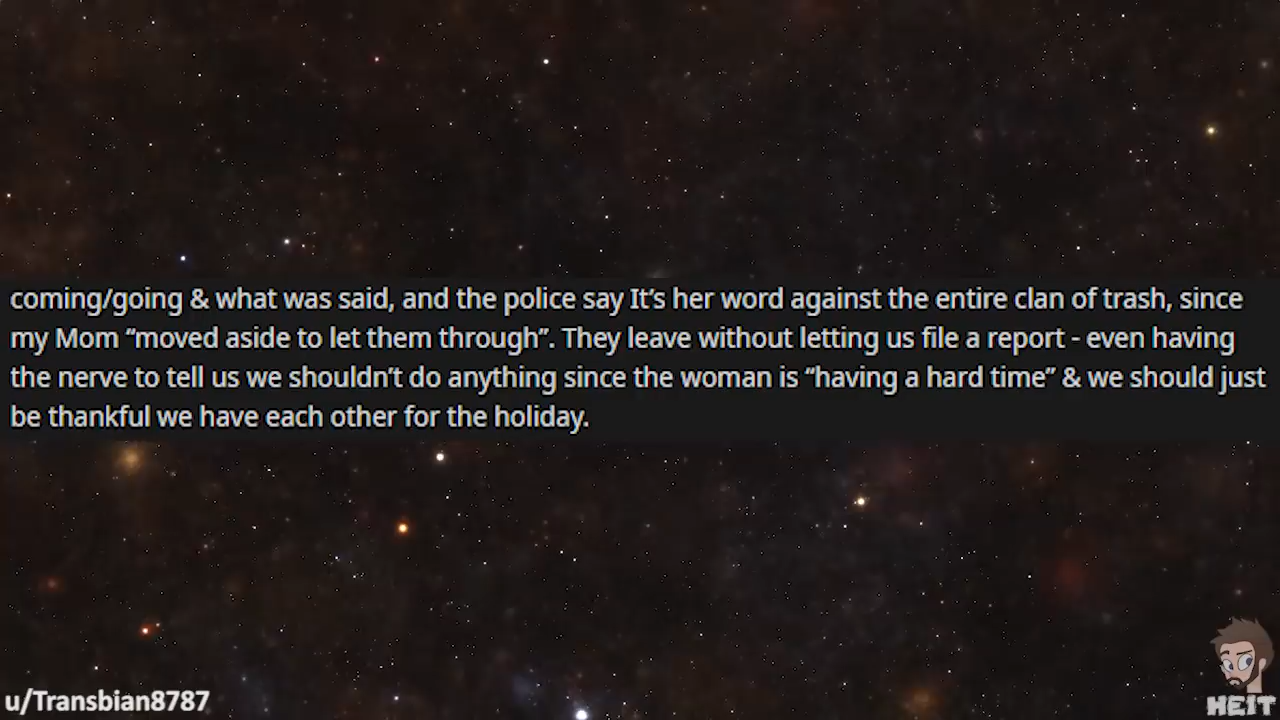 coming/going & what was said, and the police say It’s her word against the entire clan of trash, since
my Mom “moved aside to let them through”. They leave without letting us file a report - even having
the nerve to tell us we shouldn’t do anything since the woman is “having a hard time” & we should just
be thankful we have each other for the holiday.
u/Transbian8787
HEIT